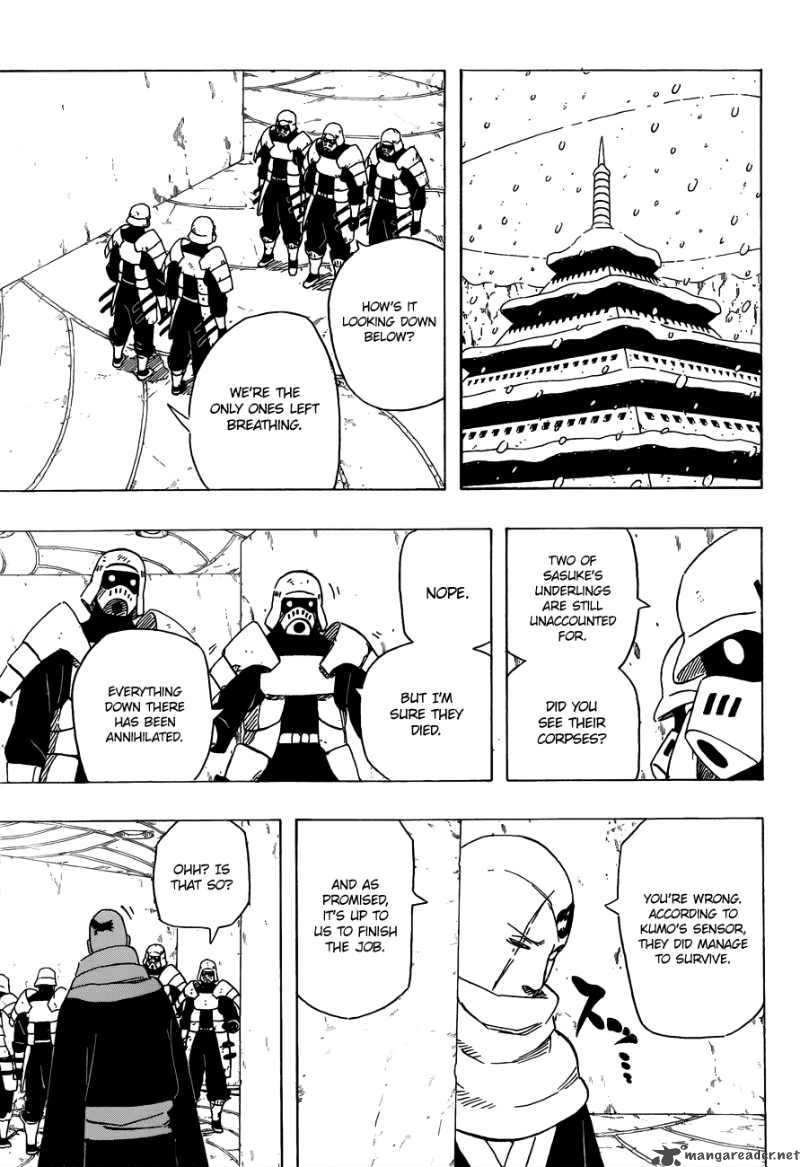 HOW'S IT
LOOKING DOWN
BELOW?
WE'RE THE
ONLY ONES LEFT
BREATHING.
TWO OF
SASUKE'S
UNDERLINGS
ARE STILL
UNACCOUNTED
FOR.
DID YOU
SEE THEIR
CORPSES?
NOPE.
BUT I'M
SURE THEY
DIED.
EVERYTHING
DOWN THERE
HAS BEEN
ANNIHILATED.
YOU'RE WRONG.
ACCORDING TO
KUMO'S SENSOR,
THEY DID MANAGE
TO SURVIVE.
ズズッ
AND AS
PROMISED,
IT'S UP TO
US TO FINISH
THE JOB.
OHH? IS
THAT SO?
mangareader.net